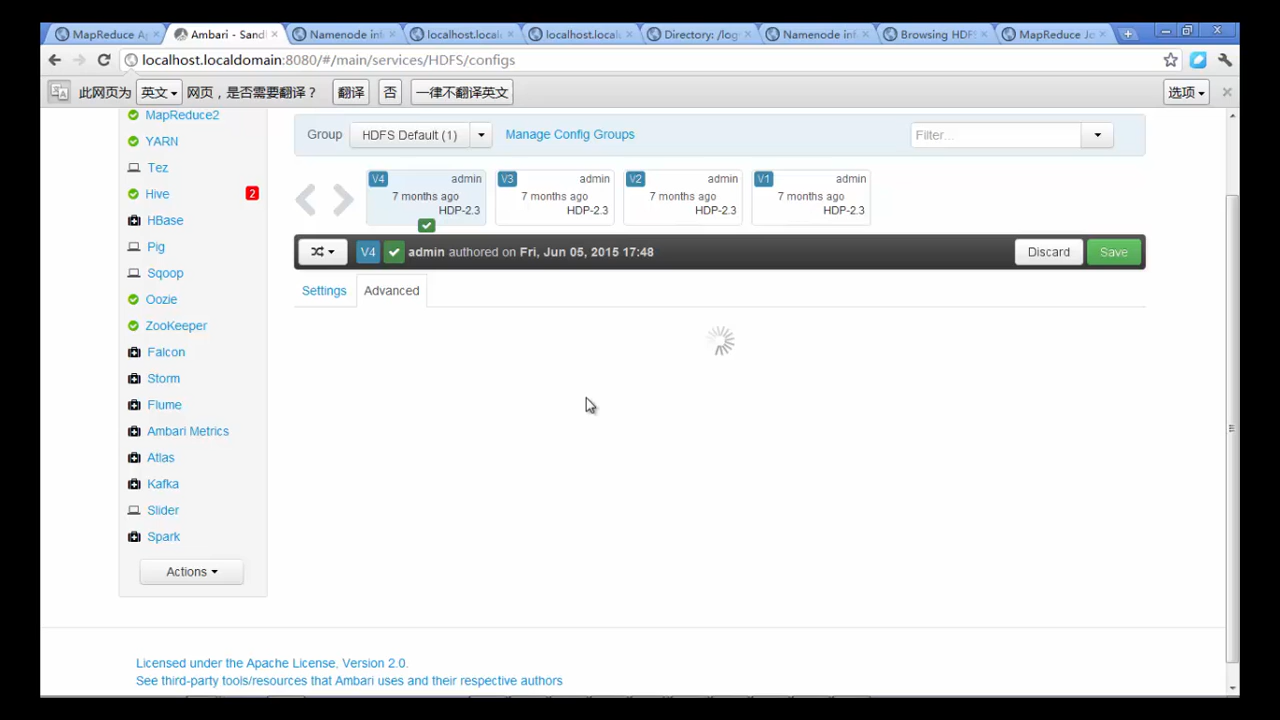 MapReduce Ap
Ambari - Sand
Namenode inf
localhost.local
localhost.local
Directory: /log
Namenode inf
Browsing HDF
MapReduce Jo
localhost.localdomain:8080/#/main/services/HDFS/configs
此网页为 英文 网页，是否需要翻译？ 翻译 否 一律不翻译英文 选项
MapReduce2
YARN
Tez
Hive 2
HBase
Pig
Sqoop
Oozie
ZooKeeper
Falcon
Storm
Flume
Ambari Metrics
Atlas
Kafka
Slider
Spark
Actions
Group HDFS Default (1) Manage Config Groups Filter...
V4 admin
7 months ago
HDP-2.3
V3 admin
7 months ago
HDP-2.3
V2 admin
7 months ago
HDP-2.3
V1 admin
7 months ago
HDP-2.3
V4 admin authored on Fri, Jun 05, 2015 17:48 Discard Save
Settings Advanced
Licensed under the Apache License, Version 2.0.
See third-party tools/resources that Ambari uses and their respective authors